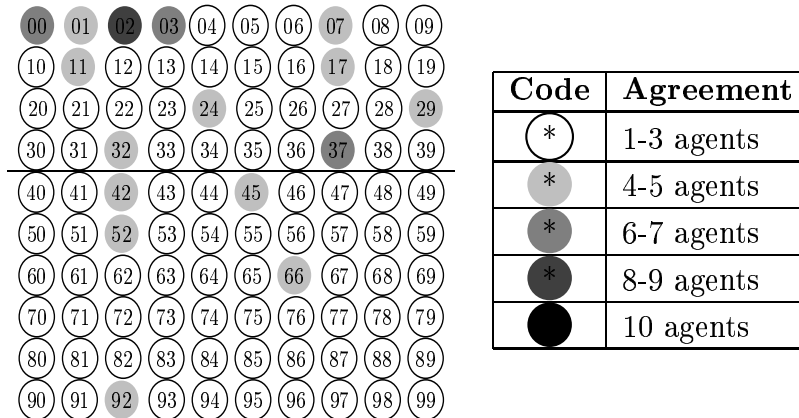 00 01 02 03 04 05 06 07 08 09
10 11 12 13 14 15 16 17 18 19
20 21 22 23 24 25 26 27 28 29
30 31 32 33 34 35 36 37 38 39
40 41 42 43 44 45 46 47 48 49
50 51 52 53 54 55 56 57 58 59
60 61 62 63 64 65 66 67 68 69
70 71 72 73 74 75 76 77 78 79
80 81 82 83 84 85 86 87 88 89
90 91 92 93 94 95 96 97 98 99
Code Agreement
* 1-3 agents
* 4-5 agents
* 6-7 agents
* 8-9 agents
10 agents